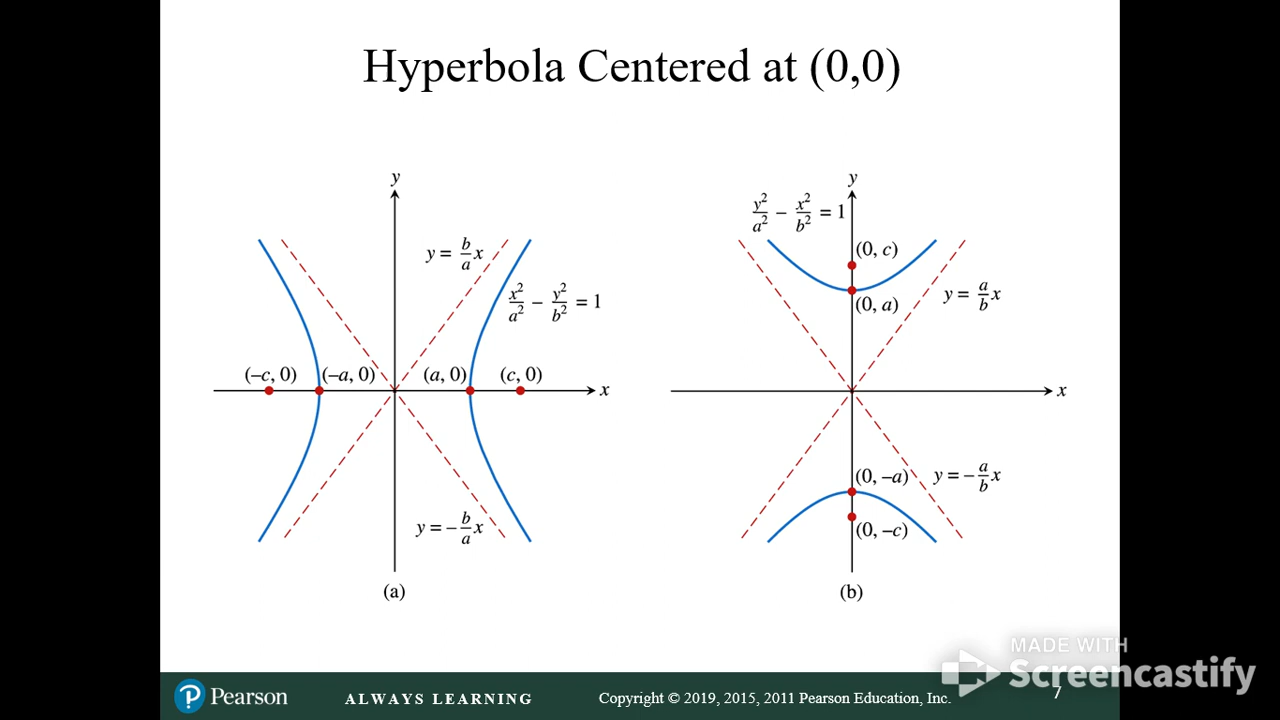 Hyperbola Centered at (0,0)
y
y = b/a x
x²/a² − y²/b² = 1
(−c, 0) (−a, 0) (a, 0) (c, 0)
x
y = − b/a x
(a)
y
y²/a² − x²/b² = 1
(0, c)
(0, a)
y = a/b x
x
(0, −a)
y = − a/b x
(0, −c)
(b)
MADE WITH
Screencastify
Pearson ALWAYS LEARNING Copyright © 2019, 2015, 2011 Pearson Education, Inc. 7